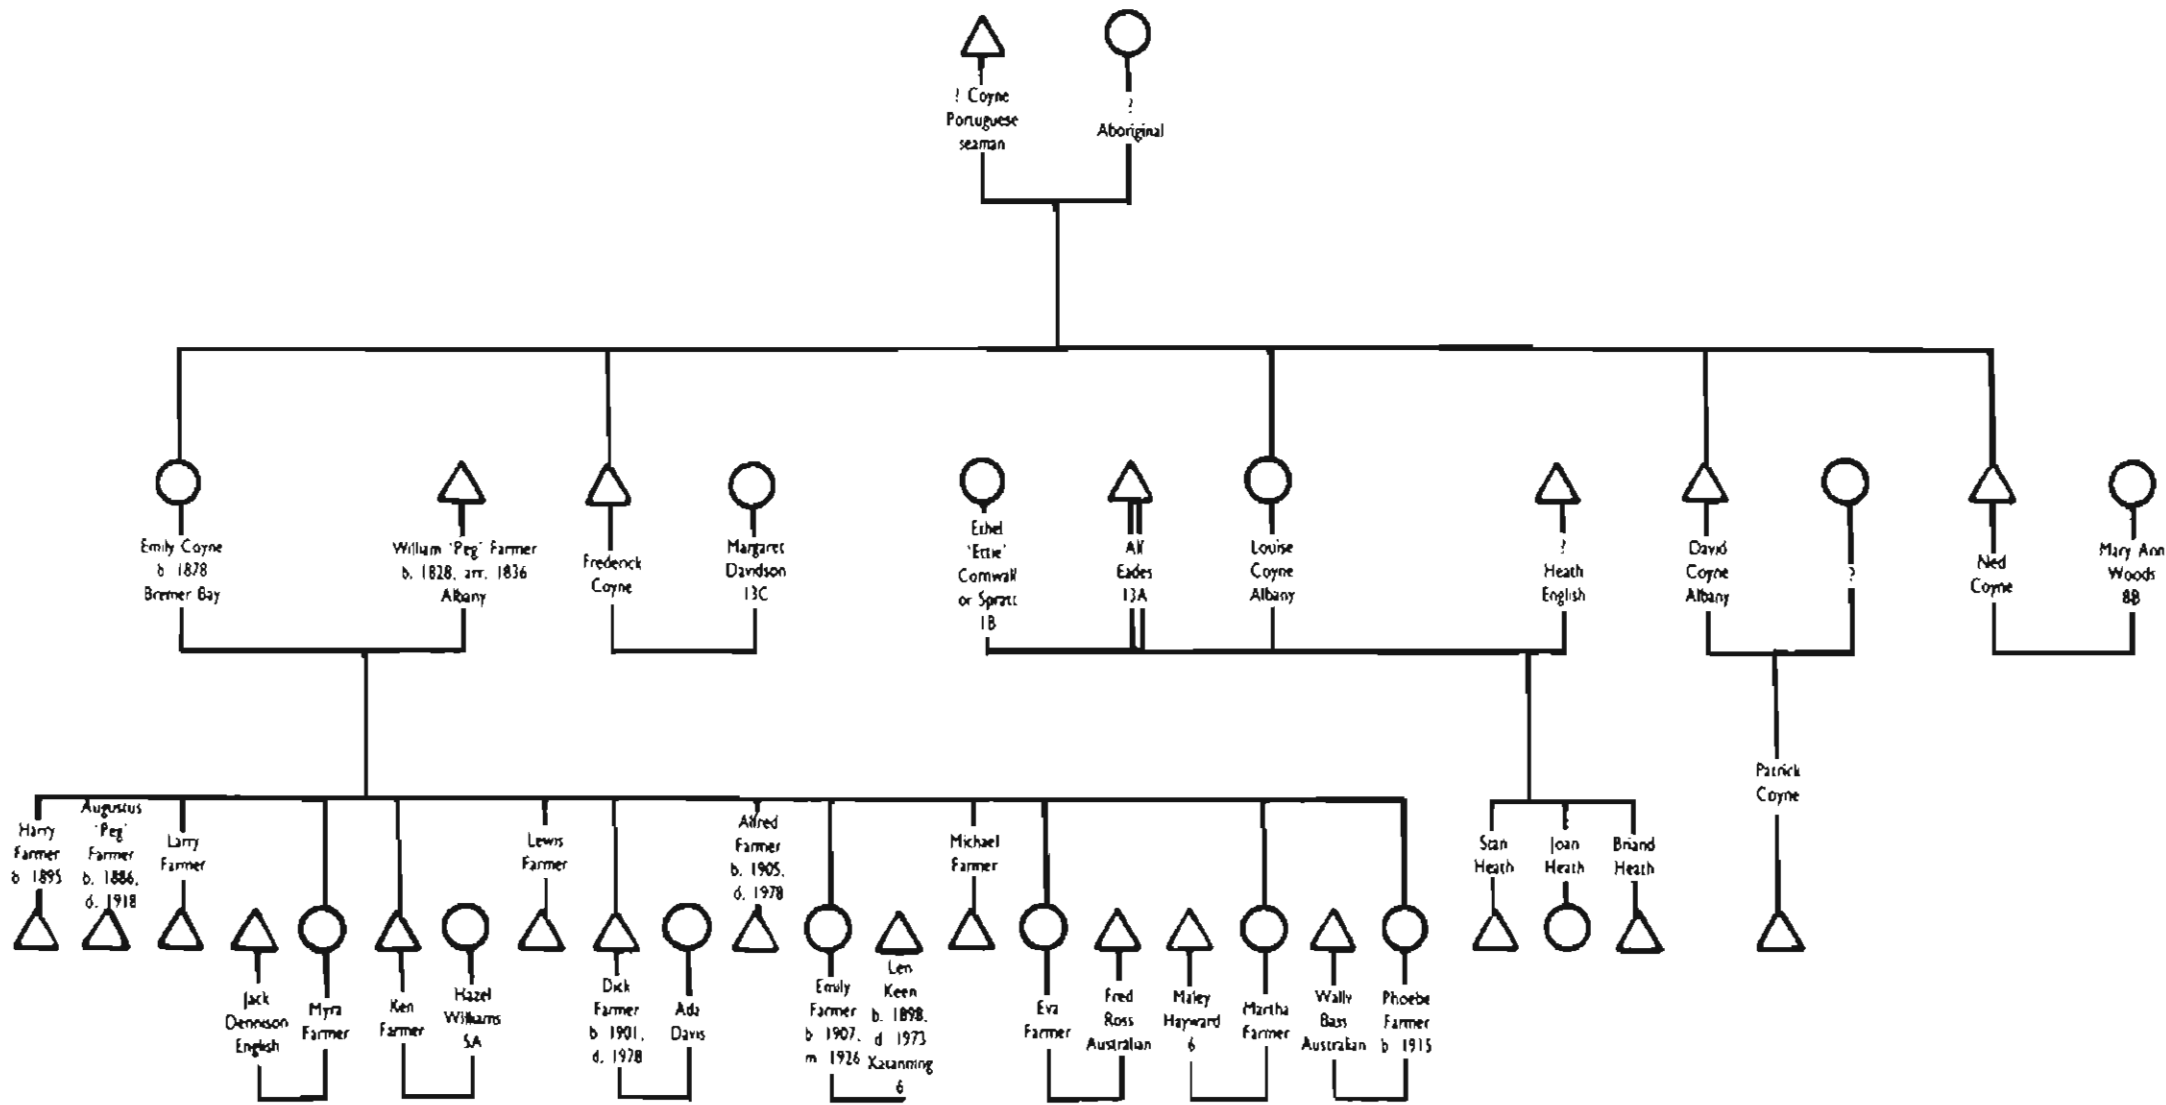 ? Coyne
Portuguese
seaman
?
Aboriginal
Emily Coyne
b. 1878
Bremer Bay
William 'Peg' Farmer
b. 1828, arr. 1836
Albany
Frederick
Coyne
Margaret
Davidson
13C
Ethel
'Ettie'
Cornwall
or Spratt
1B
Alf
Eades
13A
Louise
Coyne
Albany
?
Heath
English
David
Coyne
Albany
?
Ned
Coyne
Mary Ann
Woods
8B
Harry
Farmer
b. 1895
Augustus
'Peg'
Farmer
b. 1886,
d. 1918
Larry
Farmer
Jack
Dennison
English
Myra
Farmer
Ken
Farmer
Hazel
Williams
5A
Lewis
Farmer
Dick
Farmer
b. 1901,
d. 1978
Ada
Davis
Alfred
Farmer
b. 1905,
d. 1978
Emily
Farmer
b. 1907,
m. 1926
Len
Keen
b. 1898,
d. 1973
Katanning
6
Michael
Farmer
Eva
Farmer
Fred
Ross
Australian
Maley
Hayward
6
Martha
Farmer
Wally
Bass
Australian
Phoebe
Farmer
b. 1915
Stan
Heath
Joan
Heath
Briand
Heath
Patrick
Coyne